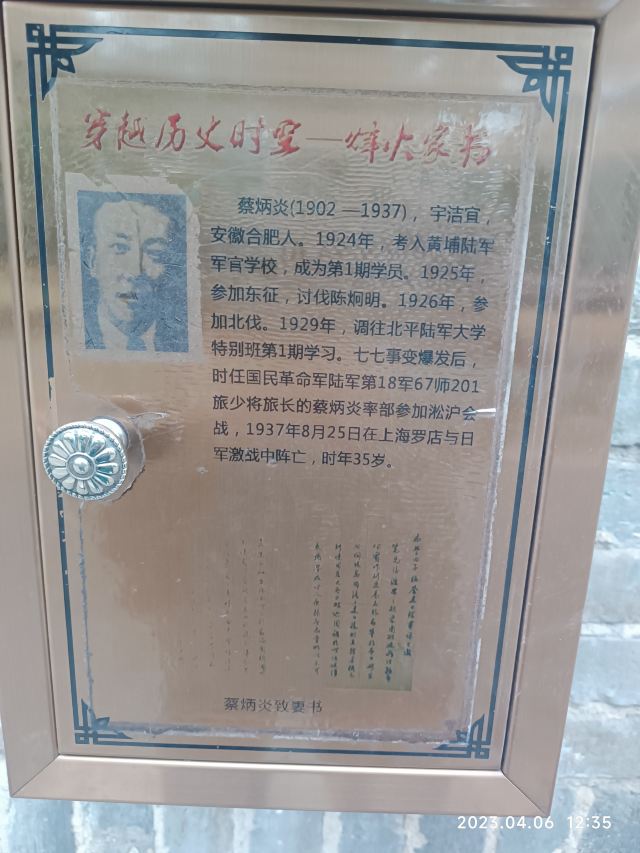 穿越历史时空—烽火家书
蔡炳炎(1902 —1937)，字洁宜，
安徽合肥人。1924年，考入黄埔陆军
军官学校，成为第1期学员。1925年，
参加东征，讨伐陈炯明。1926年，参
加北伐。1929年，调往北平陆军大学
特别班第1期学习。七七事变爆发后，
时任国民革命军陆军第18军67师201
旅少将旅长的蔡炳炎率部参加淞沪会
战，1937年8月25日在上海罗店与日
军激战中阵亡，时年35岁。
蔡炳炎致妻书
2023.04.06 12:35